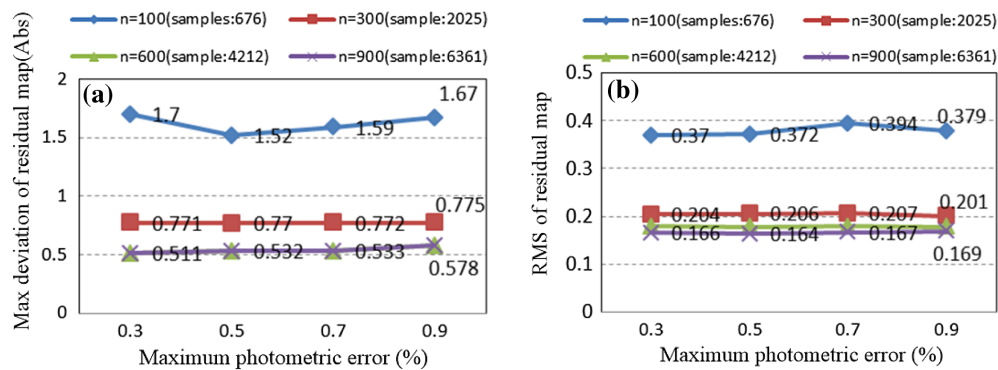 n=100(samples:676) n=300(sample:2025)
n=600(sample:4212) n=900(sample:6361)
(a)
Max deviation of residual map(Abs)
2
1.5
1
0.5
0
1.7
1.52
1.59
1.67
0.771
0.77
0.772
0.775
0.511
0.532
0.533
0.578
0.3 0.5 0.7 0.9
Maximum photometric error (%)
n=100(samples:676) n=300(sample:2025)
n=600(sample:4212) n=900(sample:6361)
(b)
RMS of residual map
0.5
0.4
0.3
0.2
0.1
0
0.37
0.372
0.394
0.379
0.204
0.206
0.207
0.201
0.166
0.164
0.167
0.169
0.3 0.5 0.7 0.9
Maximum photometric error (%)